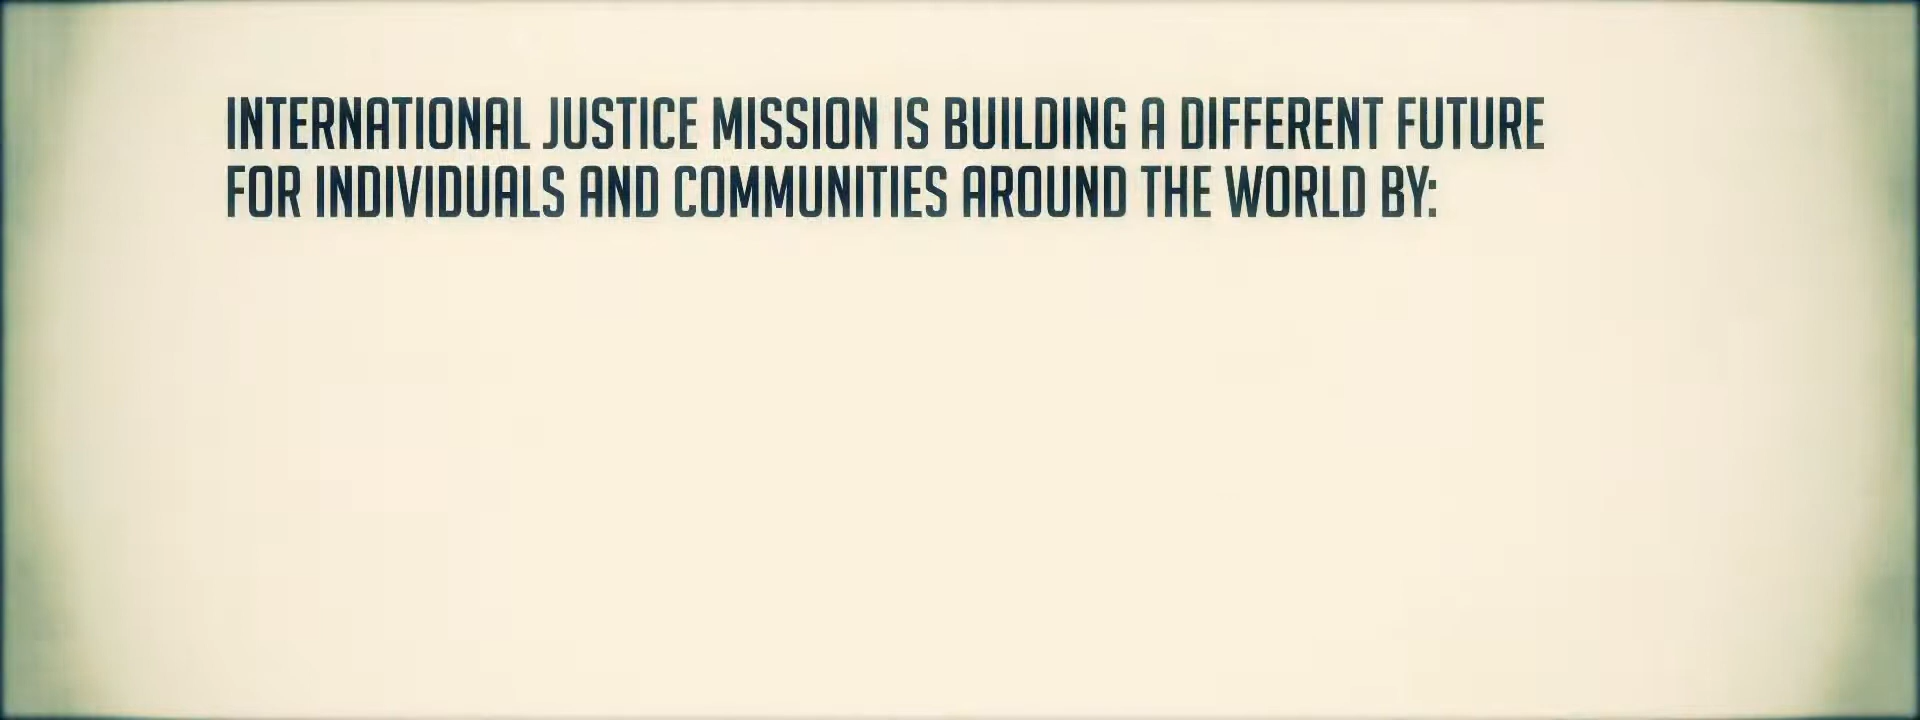 INTERNATIONAL JUSTICE MISSION IS BUILDING A DIFFERENT FUTURE
FOR INDIVIDUALS AND COMMUNITIES AROUND THE WORLD BY: